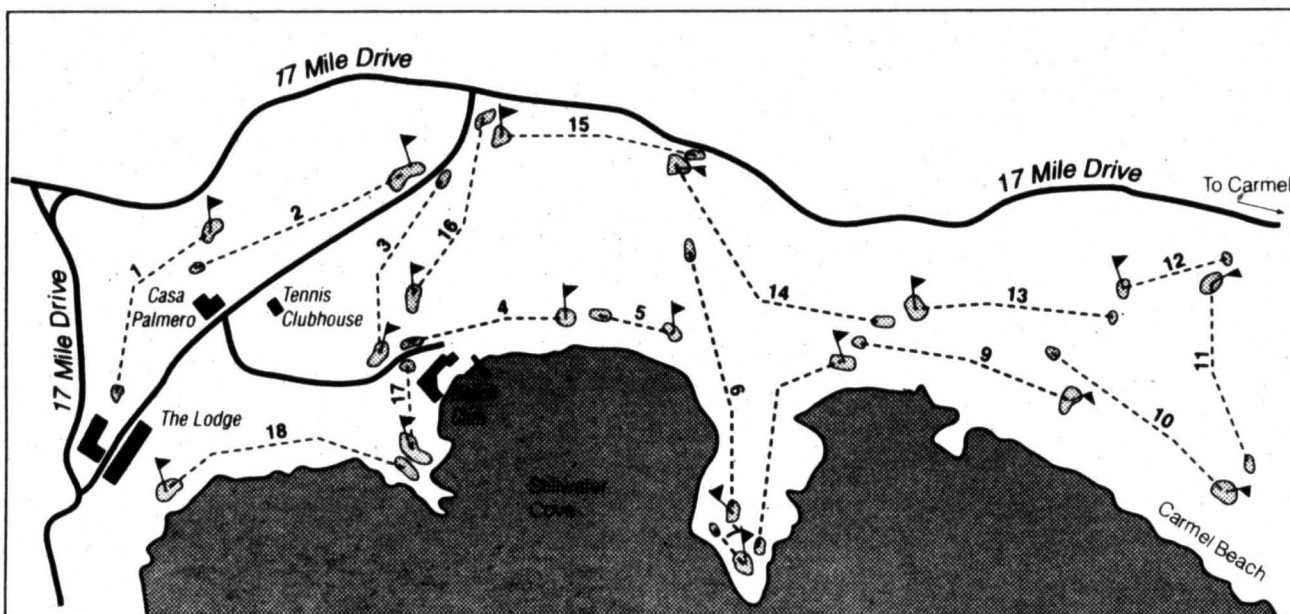 17 Mile Drive
15
17 Mile Drive
To Carmel
2
1
3
16
12
17 Mile Drive
Casa
Palmero
Tennis
Clubhouse
4
5
14
13
9
11
6
10
17
The Lodge
18
Stillwater
Cove
Carmel Beach